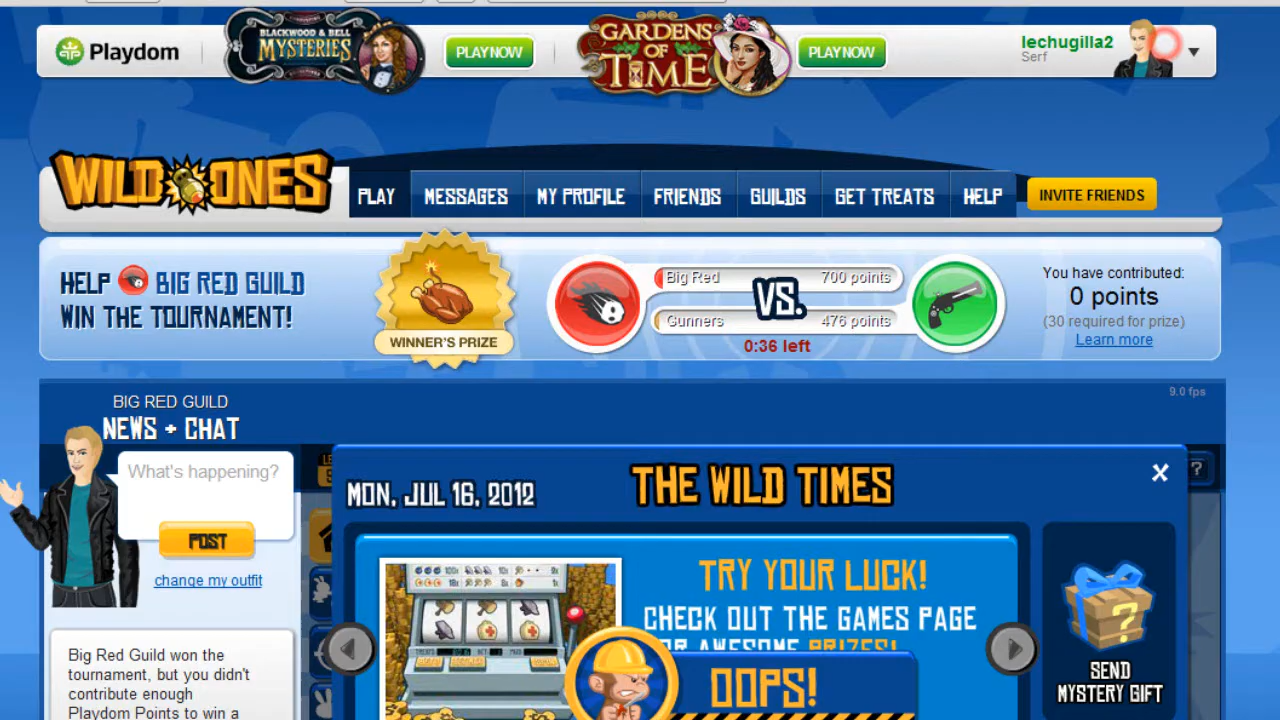 Playdom
BLACKWOOD & BELL
MYSTERIES
PLAY NOW
GARDENS
OF
TIME
PLAY NOW
lechugilla2
Serf
WILD ONES
PLAY
MESSAGES
MY PROFILE
FRIENDS
GUILDS
GET TREATS
HELP
INVITE FRIENDS
HELP BIG RED GUILD
WIN THE TOURNAMENT!
WINNER'S PRIZE
Big Red 700 points
VS.
Gunners 476 points
0:36 left
You have contributed:
0 points
(30 required for prize)
Learn more
9.0 fps
BIG RED GUILD
NEWS + CHAT
What's happening?
POST
change my outfit
Big Red Guild won the
tournament, but you didn't
contribute enough
Playdom Points to win a
MON, JUL 16, 2012
THE WILD TIMES
X
?
TRY YOUR LUCK!
CHECK OUT THE GAMES PAGE
FOR AWESOME PRIZES!
OOPS!
?
SEND
MYSTERY GIFT